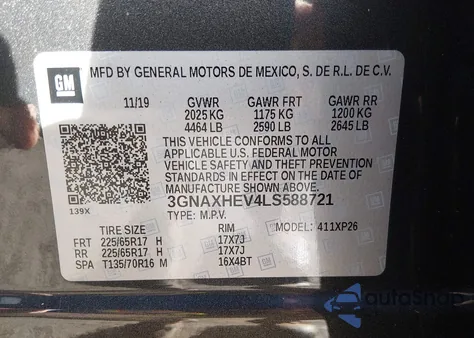 GM
MFD BY GENERAL MOTORS DE MEXICO, S. DE R.L. DE C.V.
11/19 GVWR GAWR FRT GAWR RR
2025 KG 1175 KG 1200 KG
4464 LB 2590 LB 2645 LB
THIS VEHICLE CONFORMS TO ALL
APPLICABLE U.S. FEDERAL MOTOR
VEHICLE SAFETY AND THEFT PREVENTION
STANDARDS IN EFFECT ON THE DATE OF
MANUFACTURE SHOWN ABOVE.
139X
3GNAXHEV4LS588721
TYPE: M.P.V. MODEL: 411XP26
TIRE SIZE RIM
FRT 225/65R17 H 17X7J
RR 225/65R17 H 17X7J
SPA T135/70R16 M 16X4BT
autoSnap